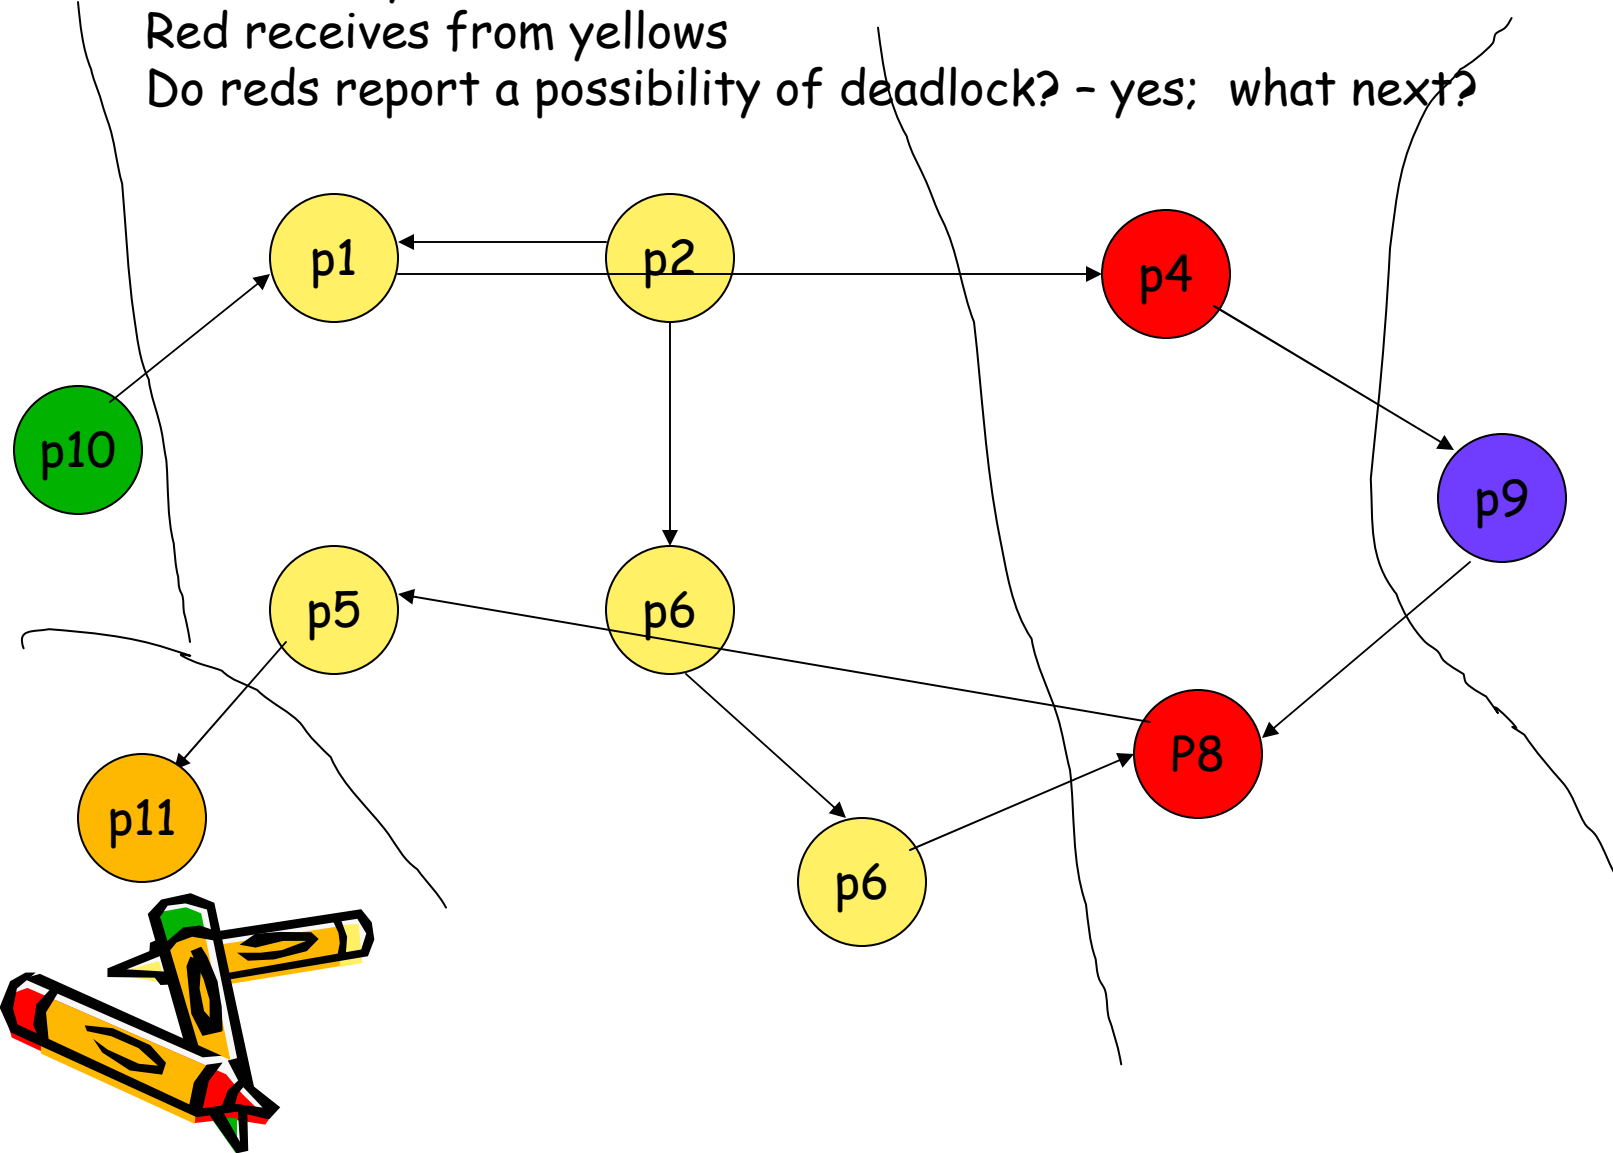 Red receives from yellows
Do reds report a possibility of deadlock? – yes;  what next?
p1
p2
p4
p10
p9
p5
p6
P8
p11
p6